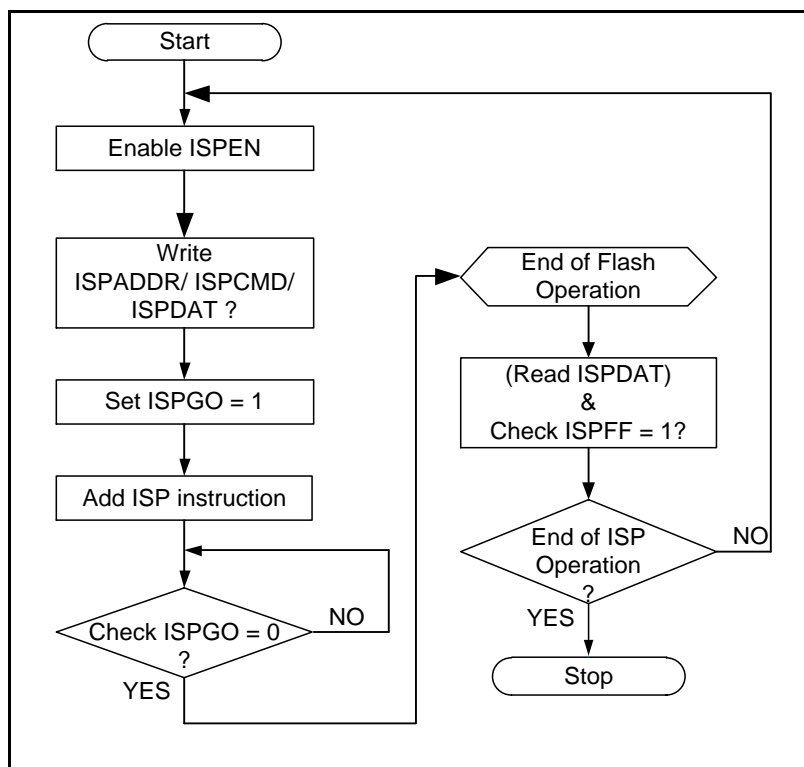 Start
Enable ISPEN
Write
ISPADDR/ ISPCMD/
ISPDAT ?
Set ISPGO = 1
Add ISP instruction
Check ISPGO = 0
?
NO
YES
End of Flash
Operation
(Read ISPDAT)
&
Check ISPFF = 1?
End of ISP
Operation
?
NO
YES
Stop